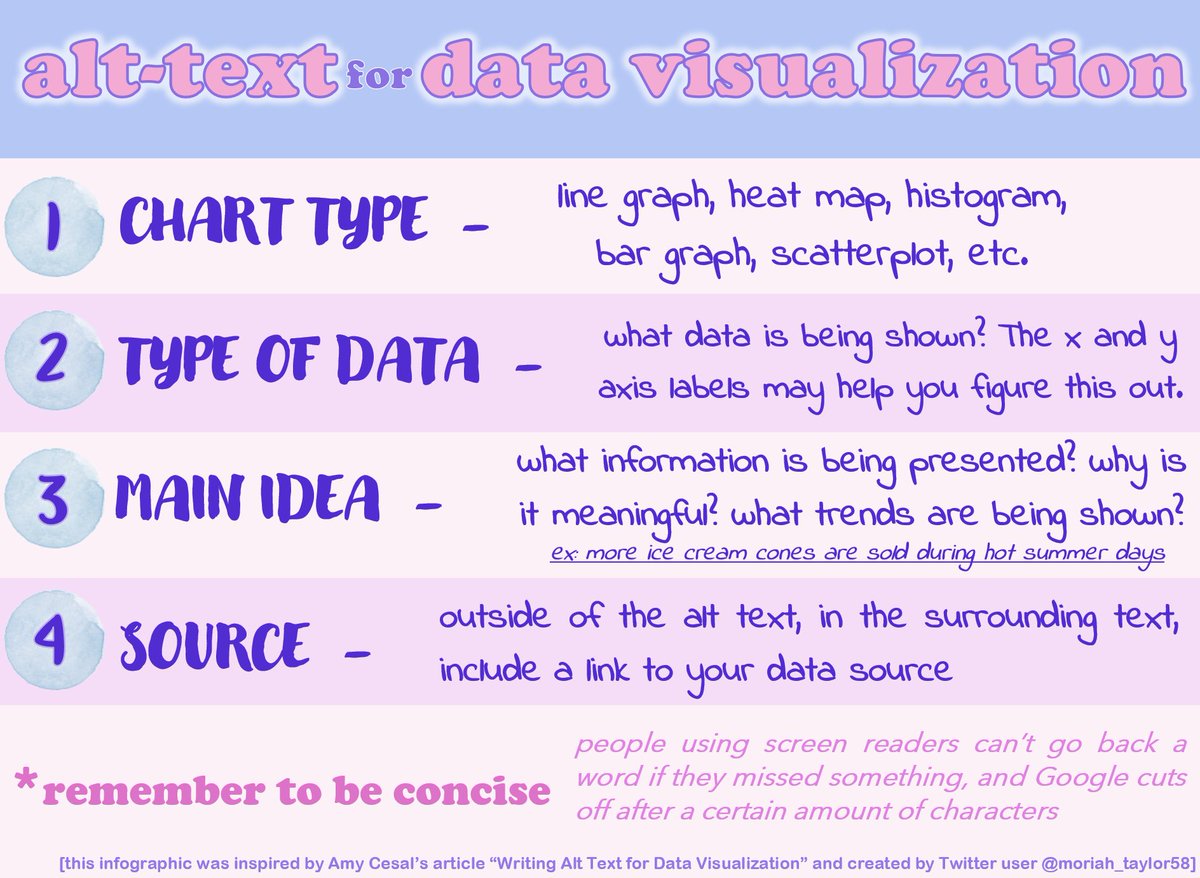 alt-text for data visualization
1 CHART TYPE - line graph, heat map, histogram,
bar graph, scatterplot, etc.
2 TYPE OF DATA - what data is being shown? The x and y
axis labels may help you figure this out.
3 MAIN IDEA - what information is being presented? why is
it meaningful? what trends are being shown?
ex: more ice cream cones are sold during hot summer days
4 SOURCE - outside of the alt text, in the surrounding text,
include a link to your data source
*remember to be concise
people using screen readers can't go back a
word if they missed something, and Google cuts
off after a certain amount of characters
[this infographic was inspired by Amy Cesal's article "Writing Alt Text for Data Visualization" and created by Twitter user @moriah_taylor58]